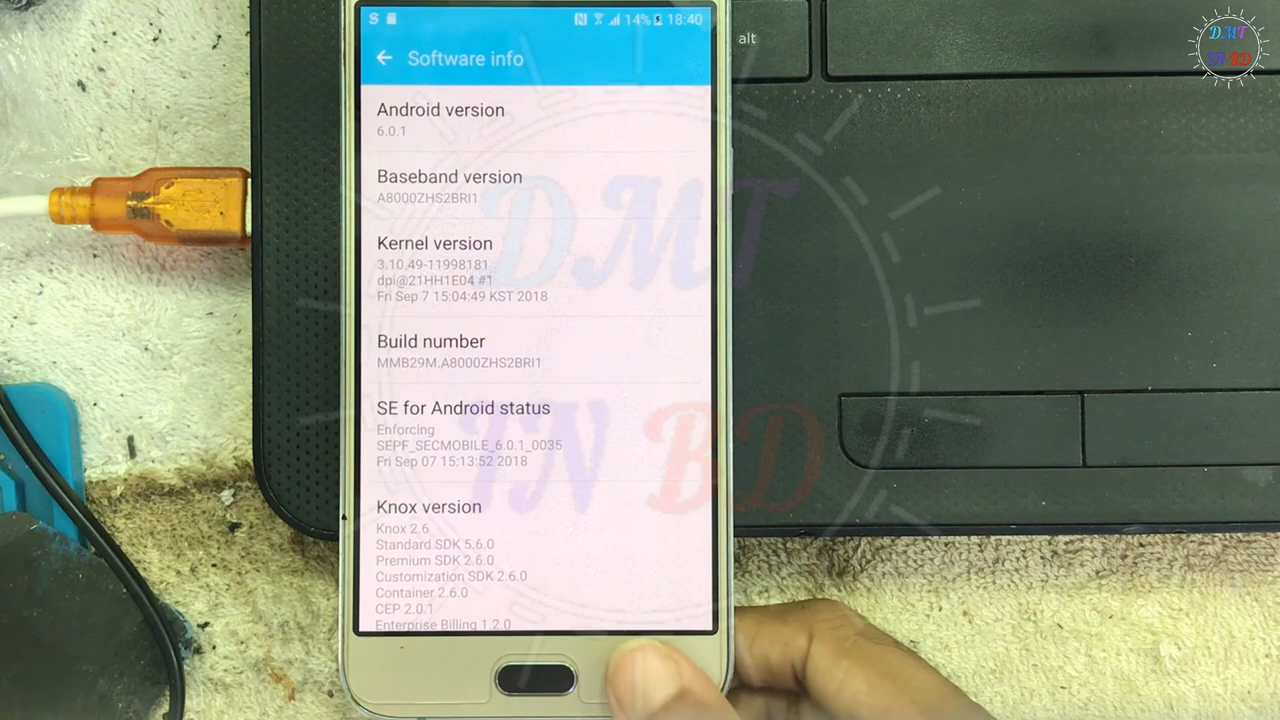 S 14% 18:40
alt
DMT
TN BD
Software info
Android version
6.0.1
Baseband version
A8000ZHS2BRI1
Kernel version
3.10.49-11998181
dpi@21HH1E04 #1
Fri Sep 7 15:04:49 KST 2018
Build number
MMB29M.A8000ZHS2BRI1
SE for Android status
Enforcing
SEPF_SECMOBILE_6.0.1_0035
Fri Sep 07 15:13:52 2018
Knox version
Knox 2.6
Standard SDK 5.6.0
Premium SDK 2.6.0
Customization SDK 2.6.0
Container 2.6.0
CEP 2.0.1
Enterprise Billing 1.2.0
DMT
TN BD